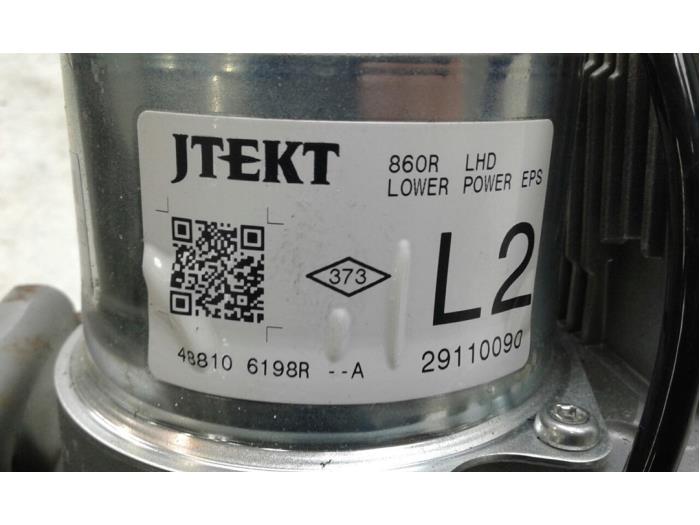 JTEKT
860R LHD
LOWER POWER EPS
373
L2
48810 6198R --A
29110090